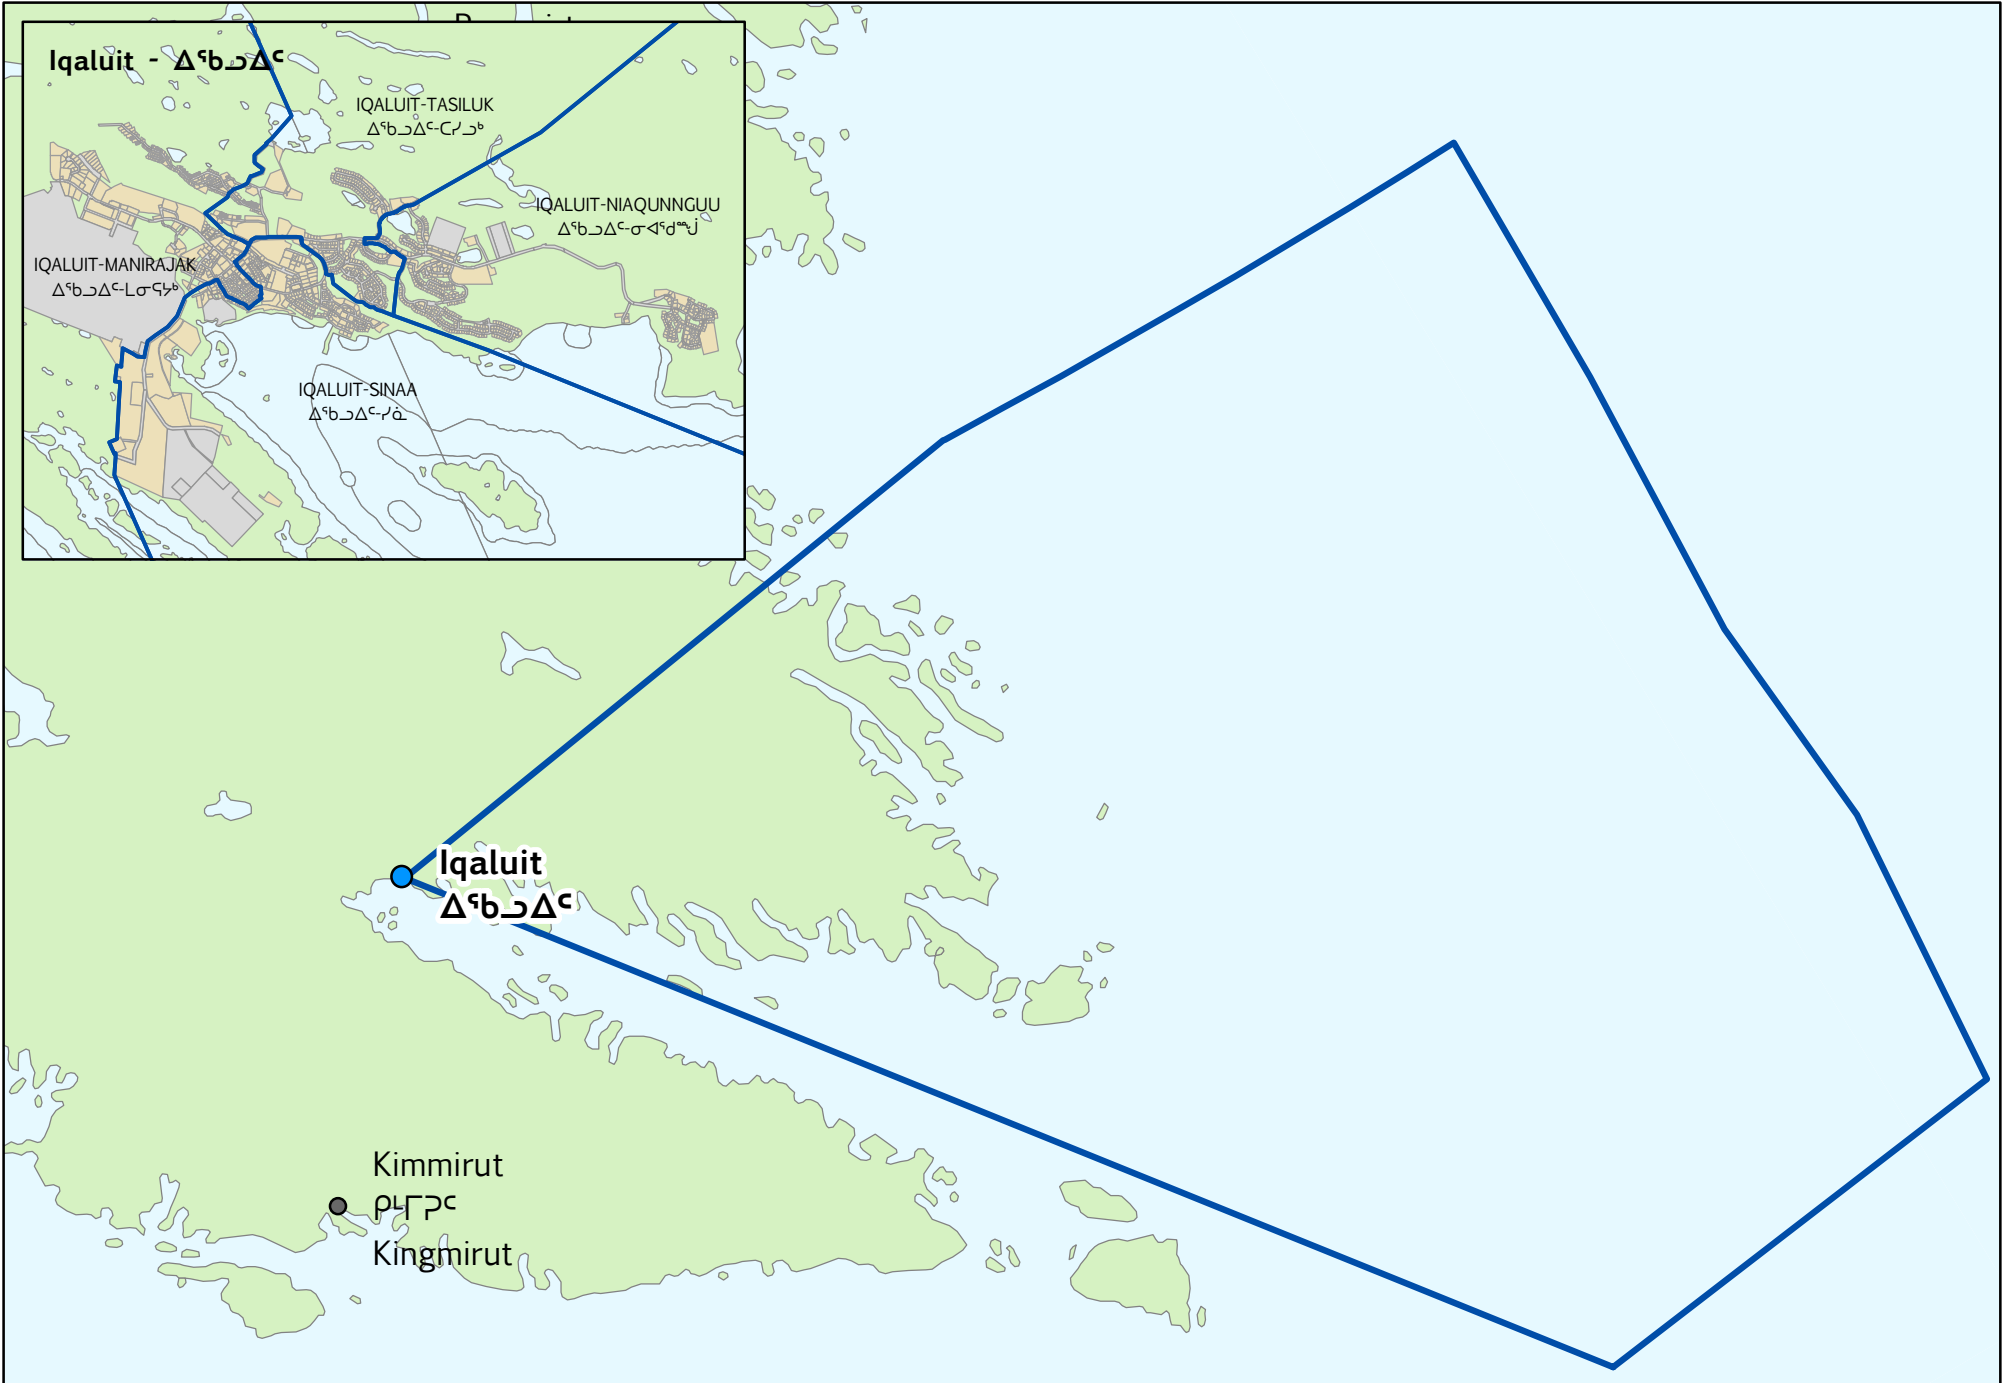 Iqaluit - ᐃᖃᓗᐃᑦ
IQALUIT-TASILUK
ᐃᖃᓗᐃᑦ-ᑕᓯᓗᒃ
IQALUIT-NIAQUNNGUU
ᐃᖃᓗᐃᑦ-ᓂᐊᖁᙴ
IQALUIT-MANIRAJAK
ᐃᖃᓗᐃᑦ-ᒪᓂᕋᔭᒃ
IQALUIT-SINAA
ᐃᖃᓗᐃᑦ-ᓯᓈ
Iqaluit
ᐃᖃᓗᐃᑦ
Kimmirut
ᑭᒻᒥᕈᑦ
Kingmirut